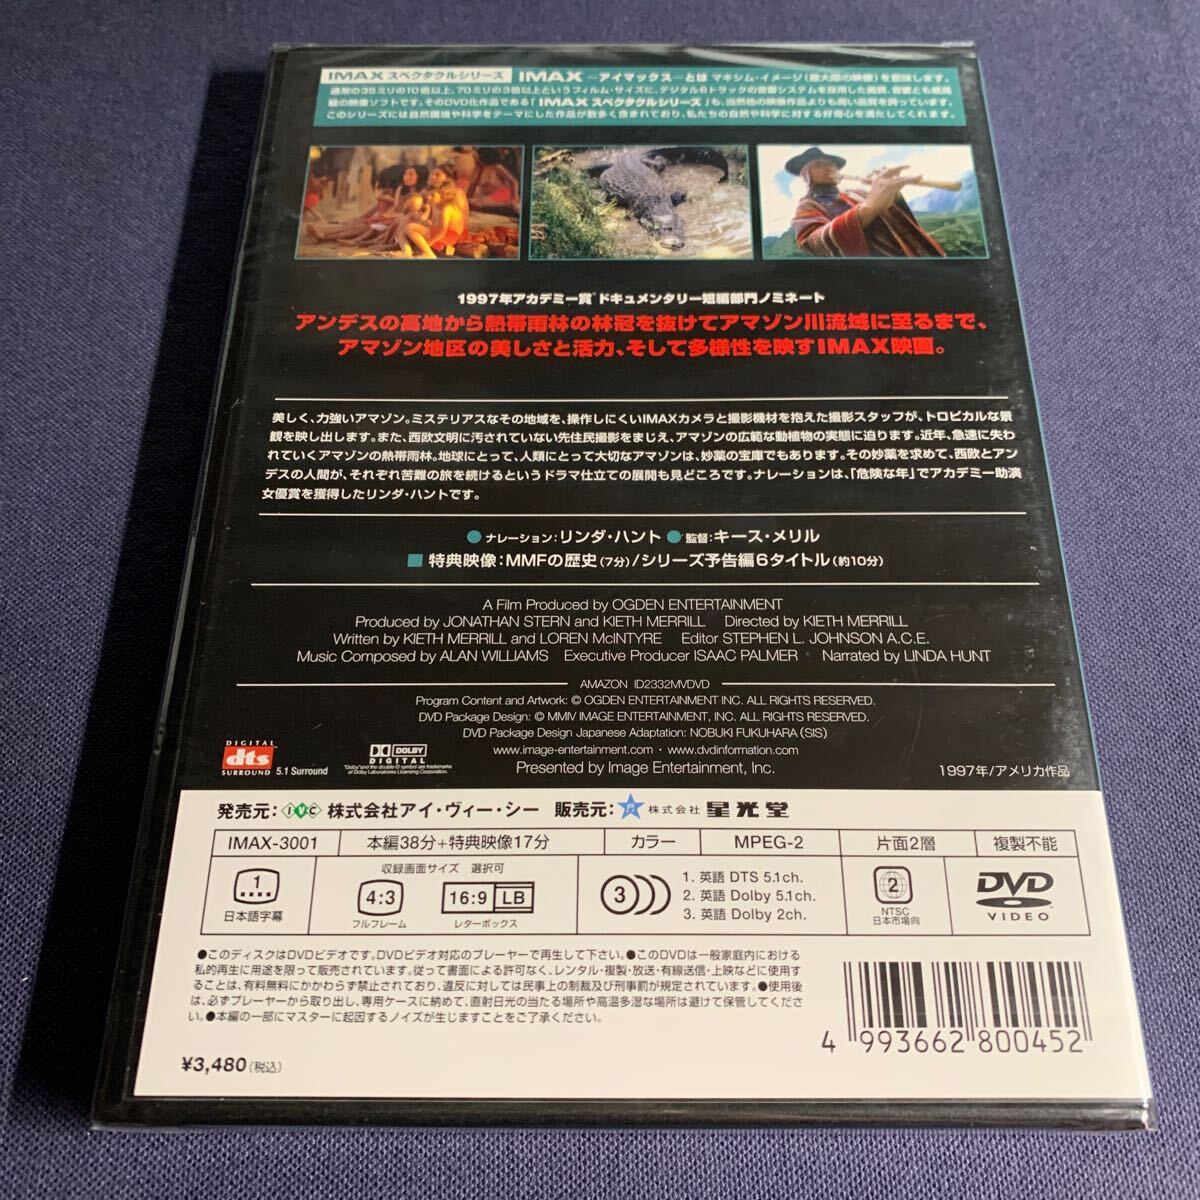 IMAX スペクタクルシリーズ IMAX —アイマックス—とは マキシム・イメージ(最大限の映像)を意味します。
通常の35ミリの10倍以上、70ミリの3倍以上というフィルム・サイズに、デジタル6トラックの音響システムを採用した画質、音響とも最高
級の映像ソフトです。そのDVD化作品である「IMAX スペクタクルシリーズ」も、当然他の映像作品よりも高い品質を誇っています。
このシリーズには自然環境や科学をテーマにした作品が数多く含まれており、私たちの自然や科学に対する好奇心を満たしてくれます。
1997年アカデミー賞®ドキュメンタリー短編部門ノミネート
アンデスの高地から熱帯雨林の林冠を抜けてアマゾン川流域に至るまで、
アマゾン地区の美しさと活力、そして多様性を映すIMAX映画。
美しく、力強いアマゾン。ミステリアスなその地域を、操作しにくいIMAXカメラと撮影機材を抱えた撮影スタッフが、トロピカルな景
観を映し出します。また、西欧文明に汚されていない先住民撮影をまじえ、アマゾンの広範な動植物の実態に迫ります。近年、急速に失わ
れていくアマゾンの熱帯雨林。地球にとって、人類にとって大切なアマゾンは、妙薬の宝庫でもあります。その妙薬を求めて、西欧とアン
デスの人間が、それぞれ苦難の旅を続けるというドラマ仕立ての展開も見どころです。ナレーションは、「危険な年」でアカデミー助演
女優賞を獲得したリンダ・ハントです。
●ナレーション:リンダ・ハント ●監督:キース・メリル
■特典映像:MMFの歴史(7分)/シリーズ予告編6タイトル(約10分)
A Film Produced by OGDEN ENTERTAINMENT
Produced by JONATHAN STERN and KIETH MERRILL Directed by KIETH MERRILL
Written by KIETH MERRILL and LOREN McINTYRE Editor STEPHEN L. JOHNSON A.C.E.
Music Composed by ALAN WILLIAMS Executive Producer ISAAC PALMER Narrated by LINDA HUNT
AMAZON ID2332MVDVD
Program Content and Artwork: © OGDEN ENTERTAINMENT INC. ALL RIGHTS RESERVED.
DVD Package Design: © MMIV IMAGE ENTERTAINMENT, INC. ALL RIGHTS RESERVED.
DVD Package Design Japanese Adaptation: NOBUKI FUKUHARA (SIS)
www.image-entertainment.com · www.dvdinformation.com
Presented by Image Entertainment, Inc.
DIGITAL
dts
SURROUND 5.1 Surround
DOLBY
DIGITAL
"Dolby" and the double-D symbol are trademarks
of Dolby Laboratories Licensing Corporation.
1997年/アメリカ作品
発売元: IVC 株式会社アイ・ヴィー・シー 販売元: 株式会社 星光堂
IMAX-3001 本編38分+特典映像17分 カラー MPEG-2 片面2層 複製不能
収録画面サイズ 選択可
1
日本語字幕
4:3
フルフレーム
16:9 LB
レターボックス
3
1. 英語 DTS 5.1ch.
2. 英語 Dolby 5.1ch.
3. 英語 Dolby 2ch.
2
NTSC
日本市場向
DVD
VIDEO
●このディスクはDVDビデオです。DVDビデオ対応のプレーヤーで再生して下さい。●このDVDは一般家庭内における
私的再生に用途を限って販売されています。従って書面による許可なく、レンタル・複製・放送・有線送信・上映などに使用す
ることは、有料無料にかかわらず禁止されており、違反に対しては民事上の制裁及び刑事罰が規定されています。●使用後
は、必ずプレーヤーから取り出し、専用ケースに納めて、直射日光の当たる場所や高温多湿な場所は避けて保管してくださ
い。●本編の一部にマスターに起因するノイズが生じますことをご了承ください。
¥3,480(税込)
4 993662 800452